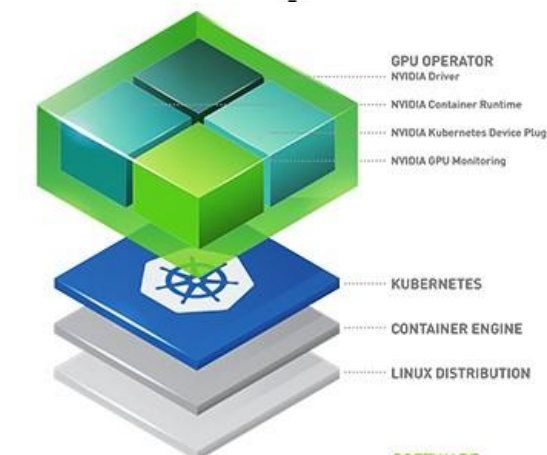 GPU OPERATOR
NVIDIA Driver
NVIDIA Container Runtime
NVIDIA Kubernetes Device Plug
NVIDIA GPU Monitoring
KUBERNETES
CONTAINER ENGINE
LINUX DISTRIBUTION